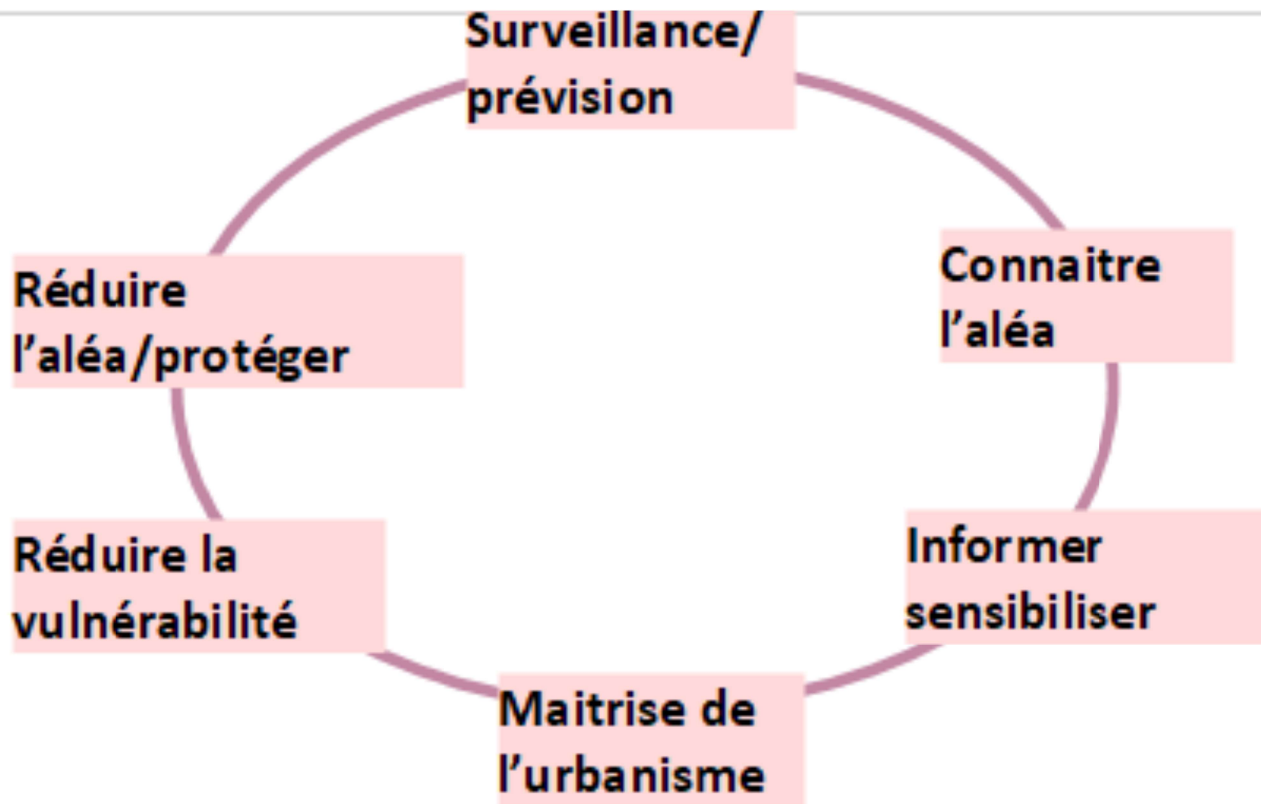 Surveillance/
prévision
Connaitre
l’aléa
Informer
sensibiliser
Maitrise de
l’urbanisme
Réduire la
vulnérabilité
Réduire
l’aléa/protéger